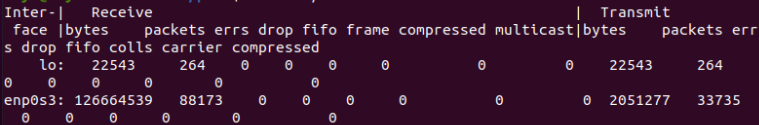 Inter-|   Receive                                                |  Transmit
 face |bytes    packets errs drop fifo frame compressed multicast|bytes    packets err
s drop fifo colls carrier compressed
    lo:   22543     264    0    0    0     0          0         0    22543     264
0    0    0     0       0          0
enp0s3: 126664539   88173    0    0    0     0          0         0  2051277   33735
  0    0    0     0       0          0